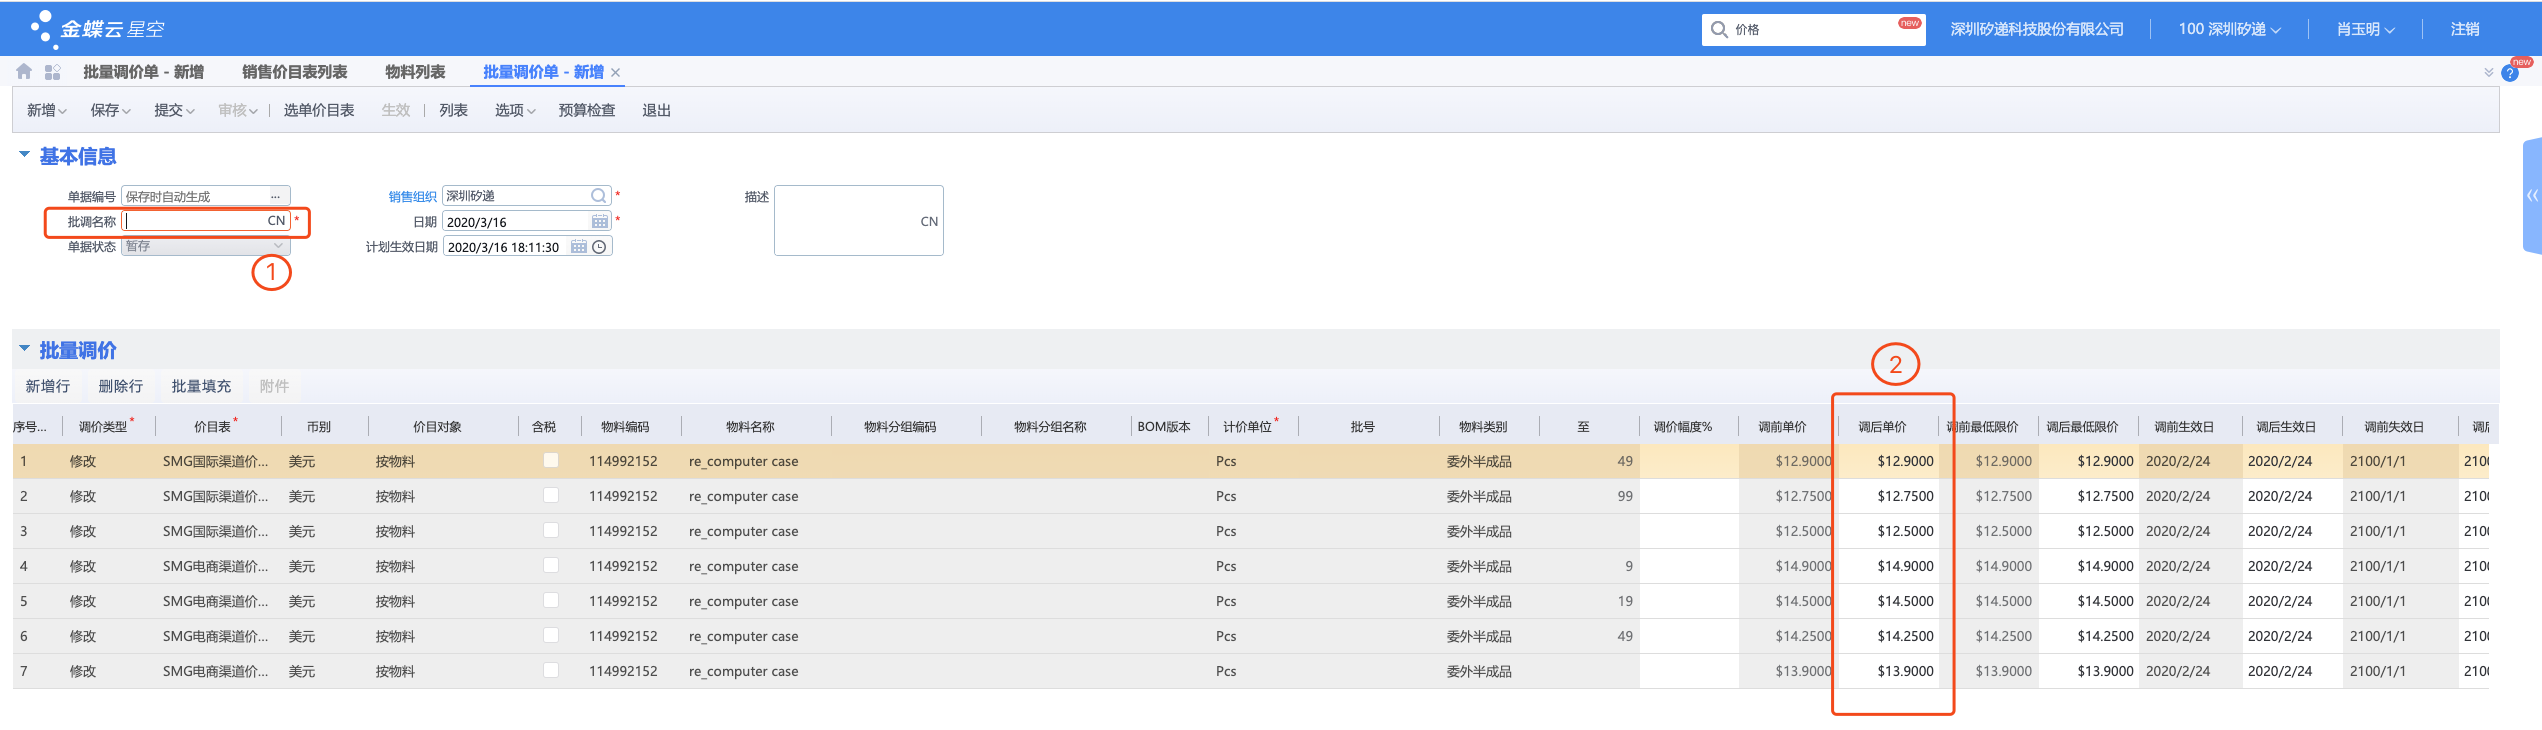 金蝶云 星空 价格 new 深圳矽递科技股份有限公司 100 深圳矽递 肖玉明 注销
批量调价单 - 新增 销售价目表列表 物料列表 批量调价单 - 新增 × ? new
新增 保存 提交 审核 选单价目表 生效 列表 选项 预算检查 退出
基本信息
单据编号 保存时自动生成 ... 销售组织 深圳矽递 * 描述
批调名称 CN * 日期 2020/3/16 * CN
单据状态 暂存 计划生效日期 2020/3/16 18:11:30
1
批量调价
2
新增行 删除行 批量填充 附件
序号... 调价类型* 价目表* 币别 价目对象 含税 物料编码 物料名称 物料分组编码 物料分组名称 BOM版本 计价单位* 批号 物料类别 至 调价幅度% 调前单价 调后单价 调前最低限价 调后最低限价 调前生效日 调后生效日 调前失效日 调
1 修改 SMG国际渠道价... 美元 按物料 114992152 re_computer case Pcs 委外半成品 49 $12.9000 $12.9000 $12.9000 $12.9000 2020/2/24 2020/2/24 2100/1/1 210
2 修改 SMG国际渠道价... 美元 按物料 114992152 re_computer case Pcs 委外半成品 99 $12.7500 $12.7500 $12.7500 $12.7500 2020/2/24 2020/2/24 2100/1/1 210
3 修改 SMG国际渠道价... 美元 按物料 114992152 re_computer case Pcs 委外半成品 $12.5000 $12.5000 $12.5000 $12.5000 2020/2/24 2020/2/24 2100/1/1 210
4 修改 SMG电商渠道价... 美元 按物料 114992152 re_computer case Pcs 委外半成品 9 $14.9000 $14.9000 $14.9000 $14.9000 2020/2/24 2020/2/24 2100/1/1 210
5 修改 SMG电商渠道价... 美元 按物料 114992152 re_computer case Pcs 委外半成品 19 $14.5000 $14.5000 $14.5000 $14.5000 2020/2/24 2020/2/24 2100/1/1 210
6 修改 SMG电商渠道价... 美元 按物料 114992152 re_computer case Pcs 委外半成品 49 $14.2500 $14.2500 $14.2500 $14.2500 2020/2/24 2020/2/24 2100/1/1 210
7 修改 SMG电商渠道价... 美元 按物料 114992152 re_computer case Pcs 委外半成品 $13.9000 $13.9000 $13.9000 $13.9000 2020/2/24 2020/2/24 2100/1/1 210